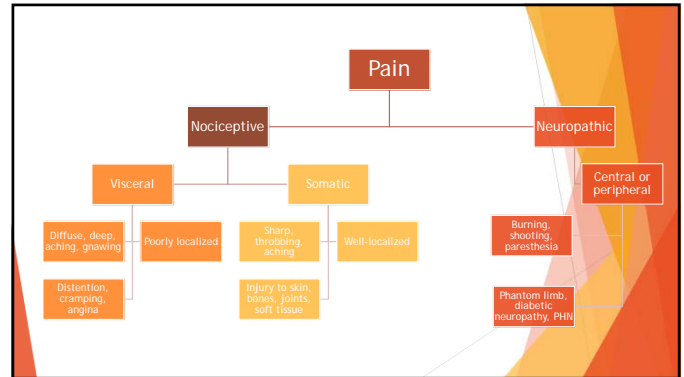 Pain
Nociceptive
Neuropathic
Visceral
Somatic
Central or
peripheral
Diffuse, deep,
aching, gnawing
Poorly localized
Distention,
cramping,
angina
Sharp,
throbbing,
aching
Well-localized
Injury to skin,
bones, joints,
soft tissue
Burning,
shooting,
paresthesia
Phantom limb,
diabetic
neuropathy, PHN